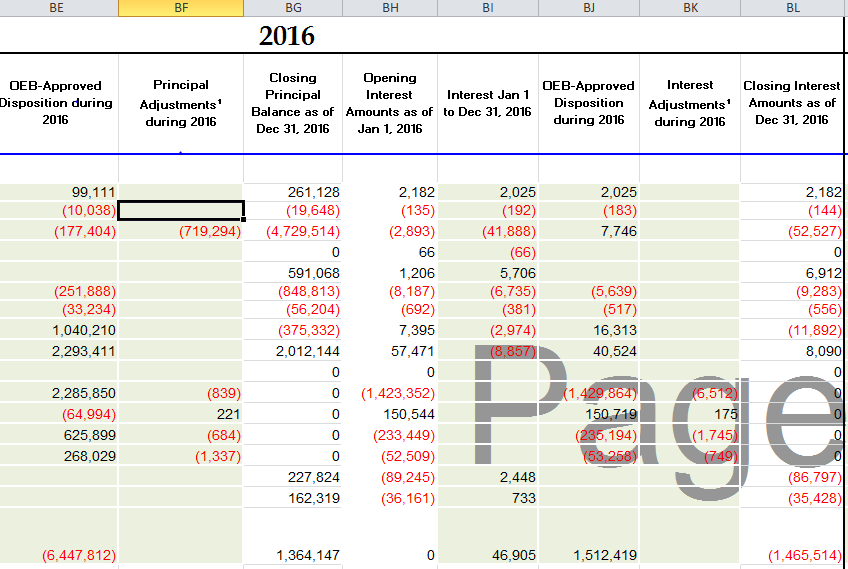 BE BF BG BH BI BJ BK BL
2016
OEB-Approved Disposition during 2016 Principal Adjustments¹ during 2016 Closing Principal Balance as of Dec 31, 2016 Opening Interest Amounts as of Jan 1, 2016 Interest Jan 1 to Dec 31, 2016 OEB-Approved Disposition during 2016 Interest Adjustments¹ during 2016 Closing Interest Amounts as of Dec 31, 2016
99,111 261,128 2,182 2,025 2,025 2,182
(10,038) (19,648) (135) (192) (183) (144)
(177,404) (719,294) (4,729,514) (2,893) (41,888) 7,746 (52,527)
0 66 (66) 0
591,068 1,206 5,706 6,912
(251,888) (848,813) (8,187) (6,735) (5,639) (9,283)
(33,234) (56,204) (692) (381) (517) (556)
1,040,210 (375,332) 7,395 (2,974) 16,313 (11,892)
2,293,411 2,012,144 57,471 (8,857) 40,524 8,090
0 0 0
2,285,850 (839) 0 (1,423,352) (1,429,864) (6,512) 0
(64,994) 221 0 150,544 150,719 175 0
625,899 (684) 0 (233,449) (235,194) (1,745) 0
268,029 (1,337) 0 (52,509) (53,258) (749) 0
227,824 (89,245) 2,448 (86,797)
162,319 (36,161) 733 (35,428)
(6,447,812) 1,364,147 0 46,905 1,512,419 (1,465,514)
Page